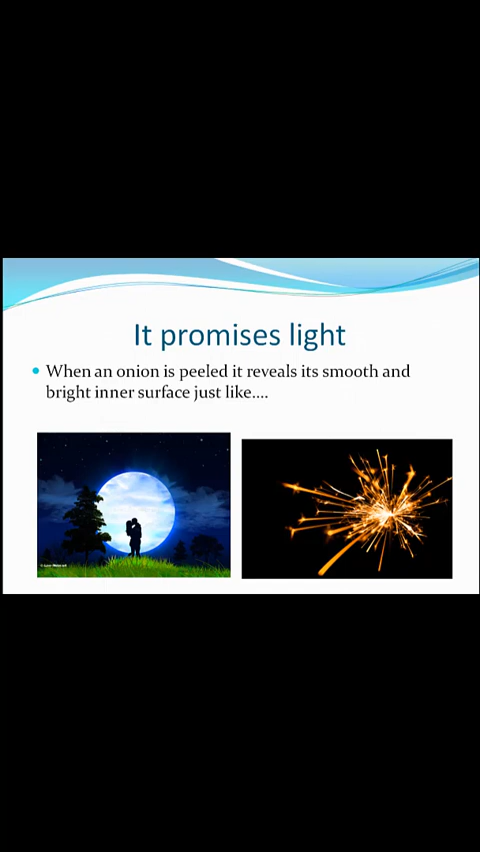 It promises light
When an onion is peeled it reveals its smooth and
bright inner surface just like....